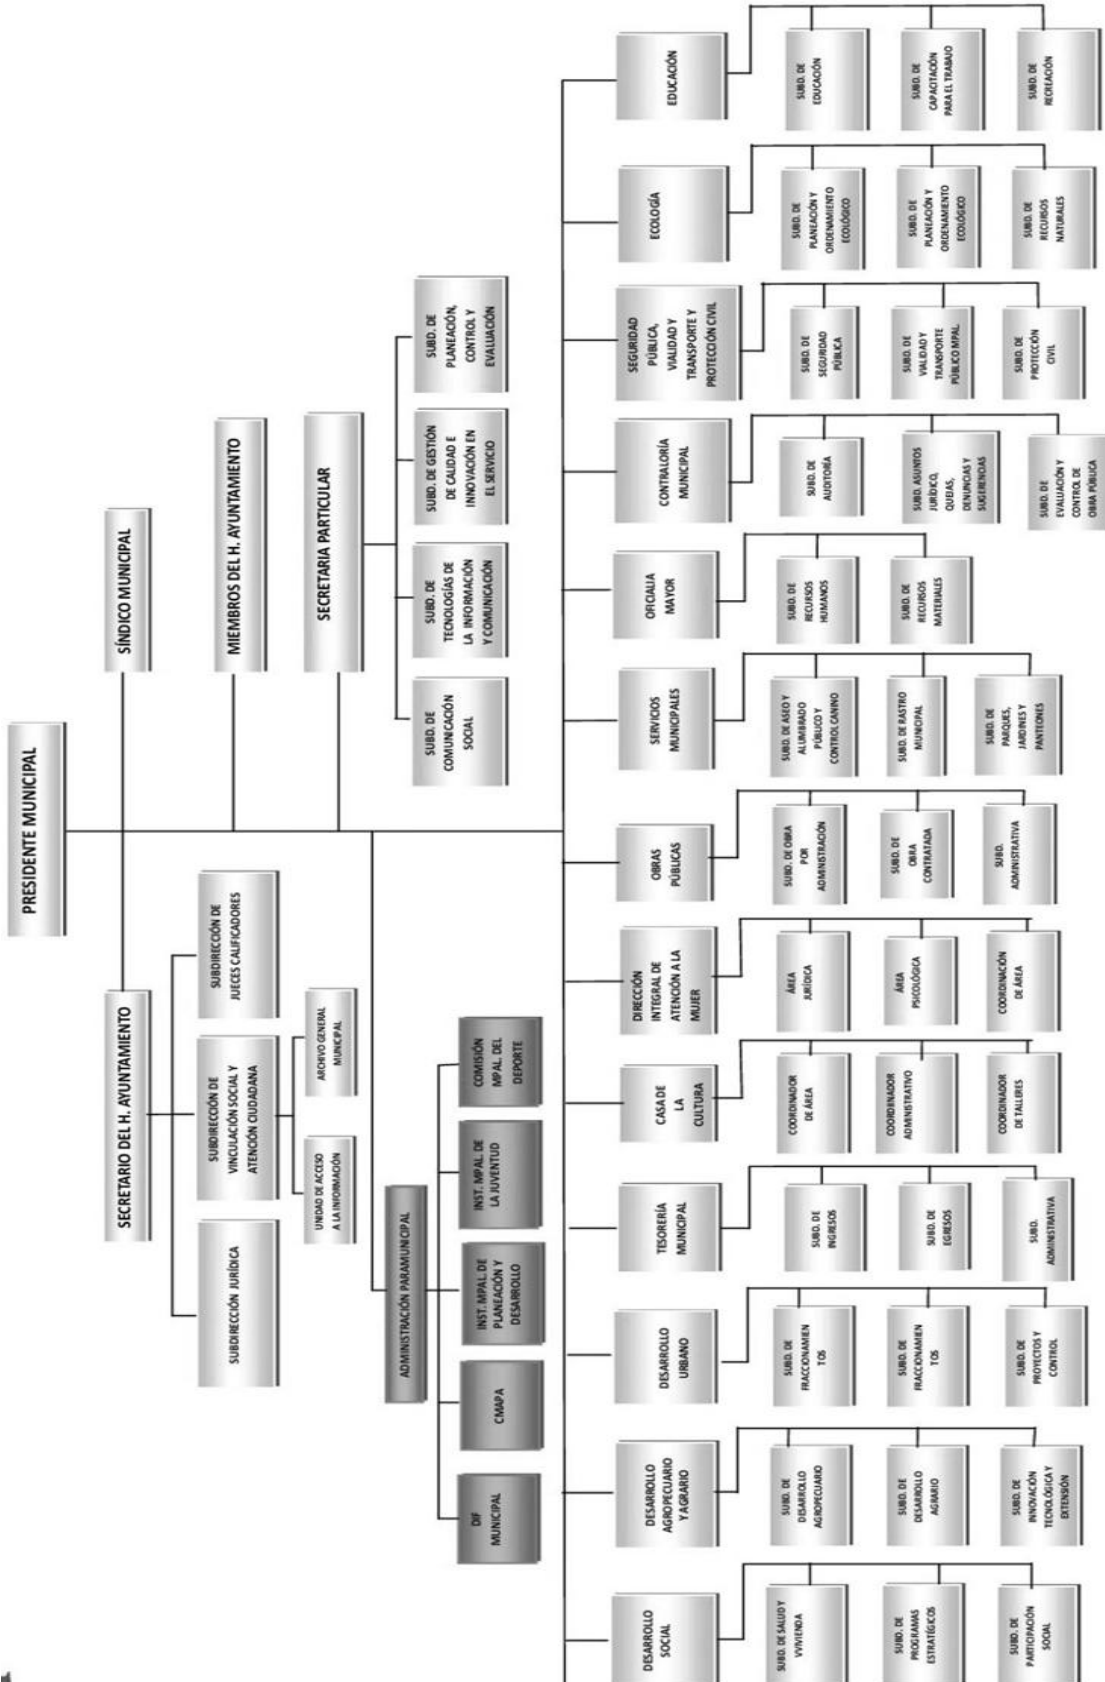 PRESIDENTE MUNICIPAL
SECRETARIO DEL H. AYUNTAMIENTO
SÍNDICO MUNICIPAL
MIEMBROS DEL H. AYUNTAMIENTO
SECRETARIA PARTICULAR
SUBDIRECCIÓN JURÍDICA
SUBDIRECCIÓN DE
VINCULACIÓN SOCIAL Y
ATENCIÓN CIUDADANA
SUBDIRECCIÓN DE
JUECES CALIFICADORES
UNIDAD DE ACCESO
A LA INFORMACIÓN
ARCHIVO GENERAL
MUNICIPAL
SUBD. DE
COMUNICACIÓN
SOCIAL
SUBD. DE
TECNOLOGÍAS DE
LA INFORMACIÓN
Y COMUNICACIÓN
SUBD. DE GESTIÓN
DE CALIDAD E
INNOVACIÓN EN
EL SERVICIO
SUBD. DE
PLANEACIÓN,
CONTROL Y
EVALUACIÓN
ADMINISTRACIÓN PARAMUNICIPAL
DIF
MUNICIPAL
CMAPA
INST. MPAL. DE
PLANEACIÓN Y
DESARROLLO
INST. MPAL. DE
LA JUVENTUD
COMISIÓN
MPAL. DEL
DEPORTE
DESARROLLO
SOCIAL
SUBD. DE SALUD Y
VIVIENDA
SUBD. DE
PROGRAMAS
ESTRATÉGICOS
SUBD. DE
PARTICIPACIÓN
SOCIAL
DESARROLLO
AGROPECUARIO
Y AGRARIO
SUBD. DE
DESARROLLO
AGROPECUARIO
SUBD. DE
DESARROLLO
AGRARIO
SUBD. DE
INNOVACIÓN
TECNOLÓGICA Y
EXTENSIÓN
DESARROLLO
URBANO
SUBD. DE
FRACCIONAMIEN
TOS
SUBD. DE
FRACCIONAMIEN
TOS
SUBD. DE
PROYECTOS Y
CONTROL
TESORERÍA
MUNICIPAL
SUBD. DE
INGRESOS
SUBD. DE
EGRESOS
SUBD.
ADMINISTRATIVA
CASA DE
LA
CULTURA
COORDINADOR
DE ÁREA
COORDINADOR
ADMINISTRATIVO
COORDINADOR
DE TALLERES
DIRECCIÓN
INTEGRAL DE
ATENCIÓN A LA
MUJER
ÁREA
JURÍDICA
ÁREA
PSICOLÓGICA
COORDINACIÓN
DE ÁREA
OBRAS
PÚBLICAS
SUBD. DE OBRA
POR
ADMINISTRACIÓN
SUBD. DE
OBRA
CONTRATADA
SUBD.
ADMINISTRATIVA
SERVICIOS
MUNICIPALES
SUBD. DE ASEO Y
ALUMBRADO
PÚBLICO Y
CONTROL CANINO
SUBD. DE RASTRO
MUNICIPAL
SUBD. DE
PARQUES,
JARDINES Y
PANTEONES
OFICIALIA
MAYOR
SUBD. DE
RECURSOS
HUMANOS
SUBD. DE
RECURSOS
MATERIALES
CONTRALORÍA
MUNICIPAL
SUBD. DE
AUDITORÍA
SUBD. ASUNTOS
JURÍDICO,
QUEJAS,
DENUNCIAS Y
SUGERENCIAS
SUBD. DE
EVALUACIÓN Y
CONTROL DE
OBRA PÚBLICA
SEGURIDAD
PÚBLICA,
VIALIDAD Y
TRANSPORTE Y
PROTECCIÓN CIVIL
SUBD. DE
SEGURIDAD
PÚBLICA
SUBD. DE
VIALIDAD Y
TRANSPORTE
PÚBLICO MPAL.
SUBD. DE
PROTECCIÓN
CIVIL
ECOLOGÍA
SUBD. DE
PLANEACIÓN Y
ORDENAMIENTO
ECOLÓGICO
SUBD. DE
PLANEACIÓN Y
ORDENAMIENTO
ECOLÓGICO
SUBD. DE
RECURSOS
NATURALES
EDUCACIÓN
SUBD. DE
EDUCACIÓN
SUBD. DE
CAPACITACIÓN
PARA EL TRABAJO
SUBD. DE
RECREACIÓN